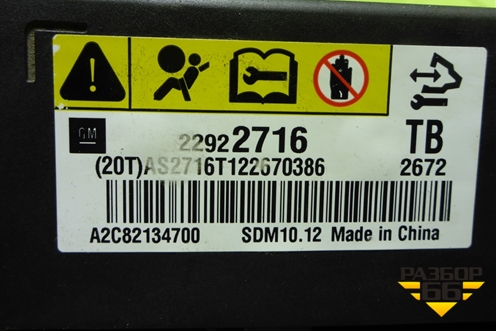 GM
22922716 TB
(20T)AS2716T122670386 2672
A2C82134700 SDM10.12 Made in China
РАЗБОР
66